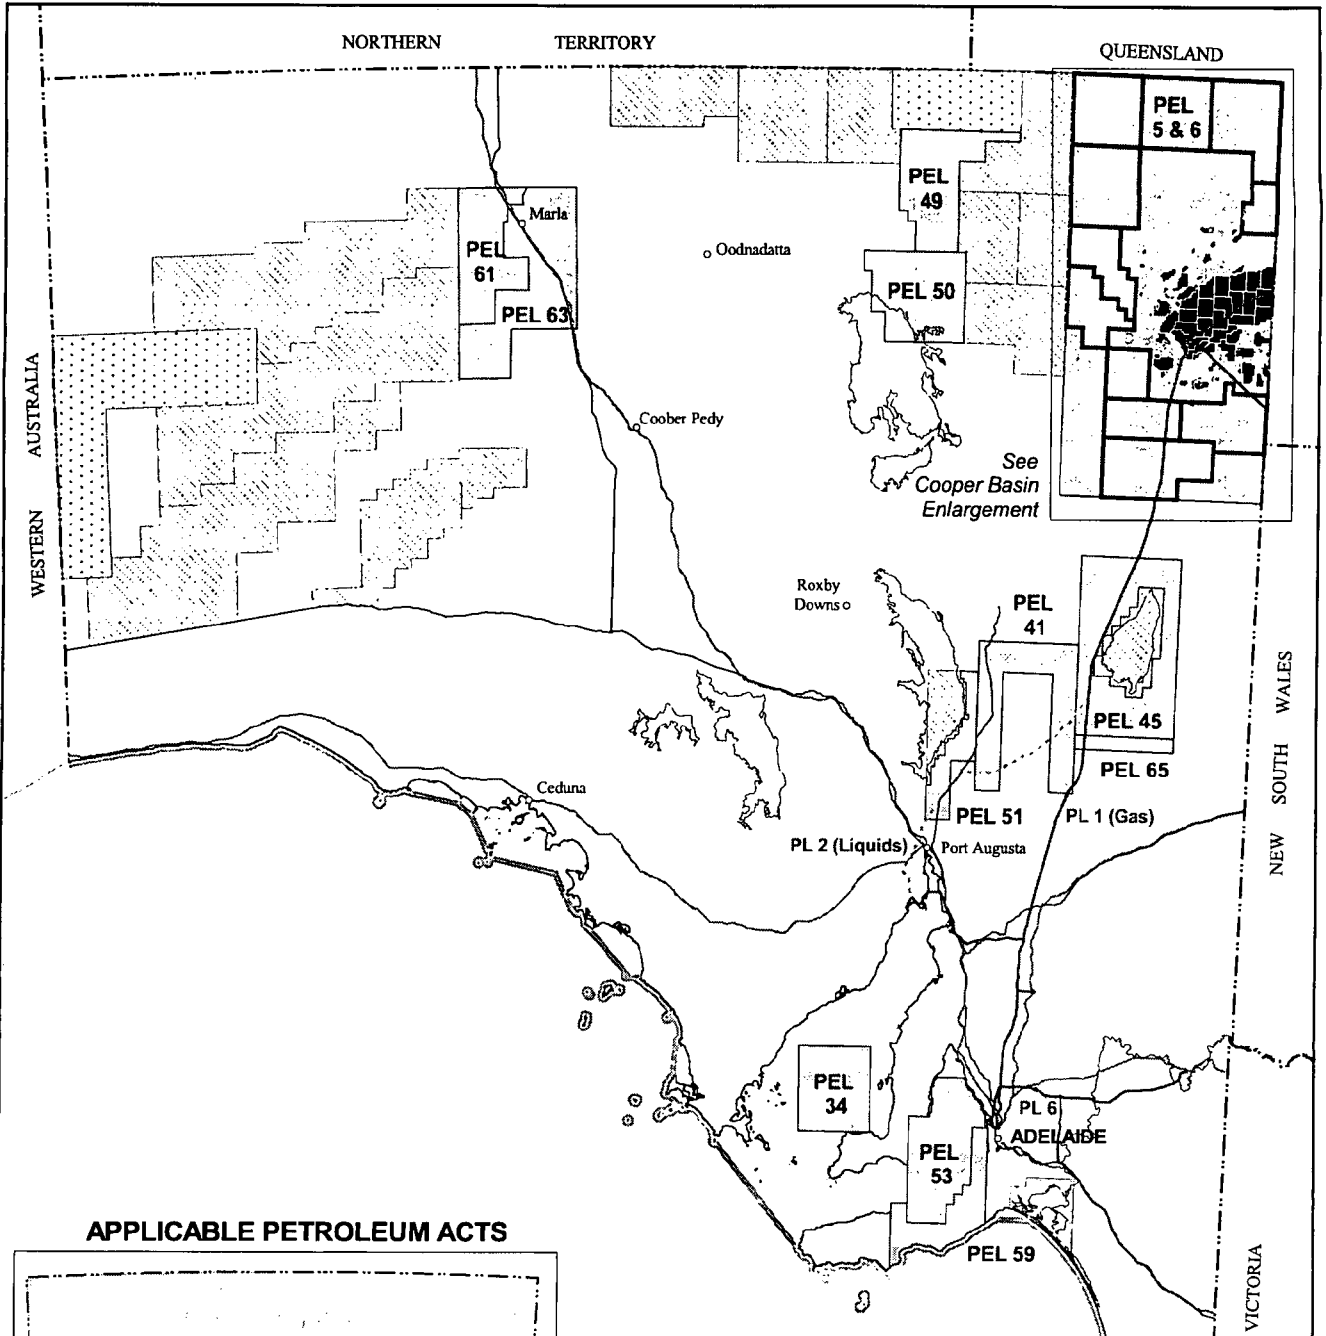 NORTHERN TERRITORY
QUEENSLAND
PEL
5 & 6
PEL
49
Marla
Oodnadatta
PEL
61
PEL 50
PEL 63
WESTERN AUSTRALIA
Coober Pedy
See
Cooper Basin
Enlargement
Roxby
Downs
PEL
41
NEW SOUTH WALES
PEL 45
PEL 65
Ceduna
PEL 51
PL 1 (Gas)
PL 2 (Liquids)
Port Augusta
PEL
34
PL 6
ADELAIDE
PEL
53
APPLICABLE PETROLEUM ACTS
PEL 59
VICTORIA